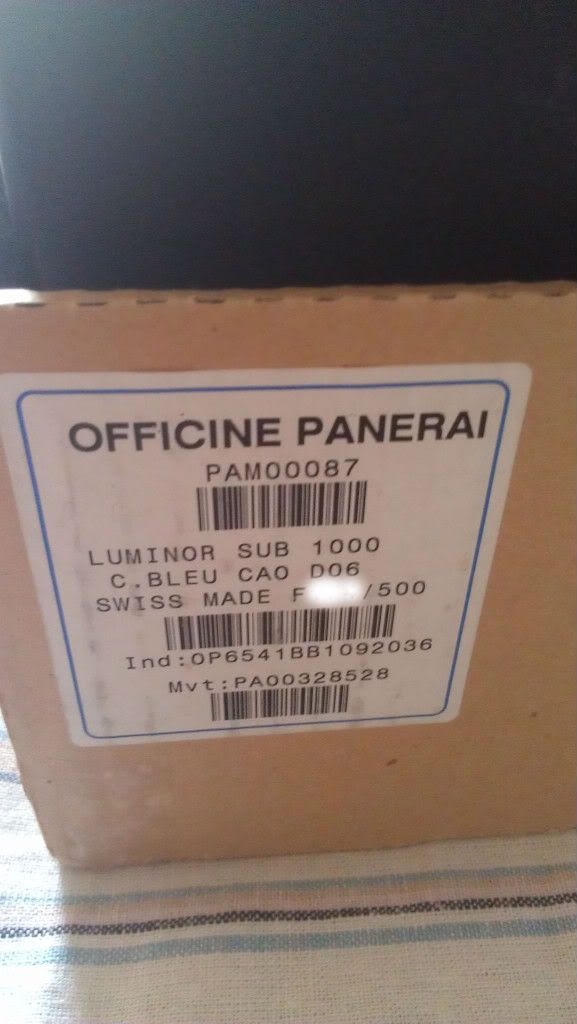 OFFICINE PANERAI
PAM00087
LUMINOR SUB 1000
C.BLEU CAO D06
SWISS MADE F /500
Ind:OP6541BB1092036
Mvt:PA00328528